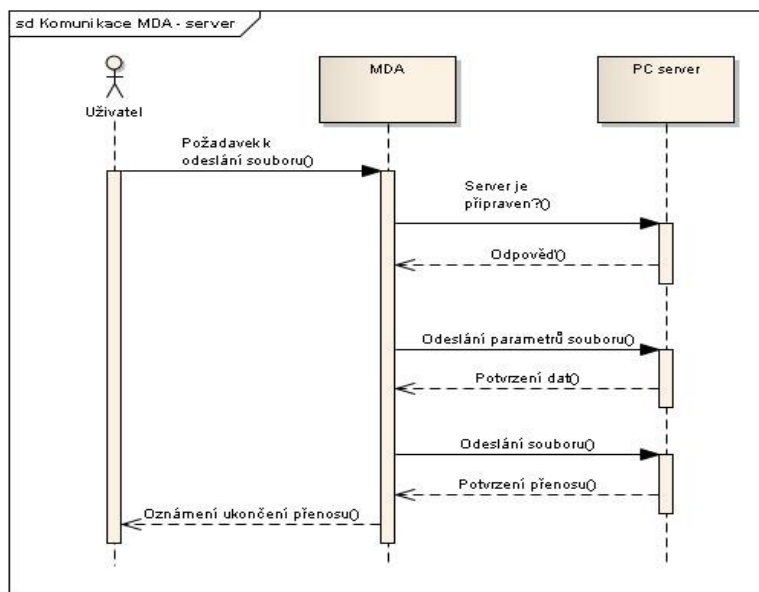 sd Komunikace MDA - server
Uživatel
MDA
PC server
Požadavek k
odeslání souboru()
Server je
připraven?()
Odpověď()
Odeslání parametrů souboru()
Potvrzení dat()
Odeslání souboru()
Potvrzení přenosu()
Oznámení ukončení přenosu()